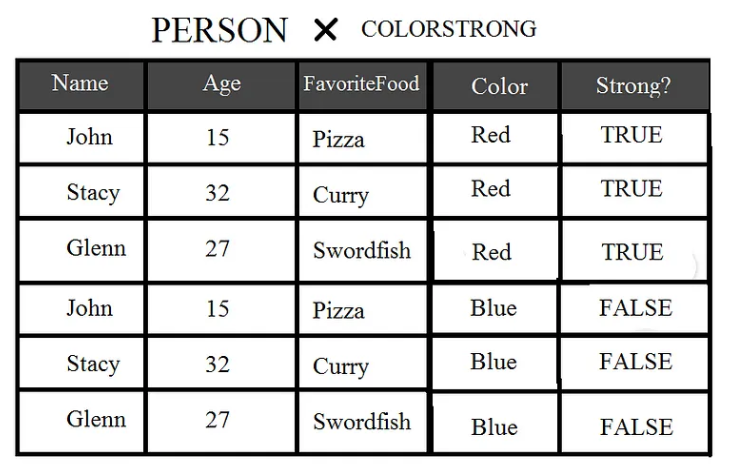 PERSON × COLORSTRONG
Name Age FavoriteFood Color Strong?
John 15 Pizza Red TRUE
Stacy 32 Curry Red TRUE
Glenn 27 Swordfish Red TRUE
John 15 Pizza Blue FALSE
Stacy 32 Curry Blue FALSE
Glenn 27 Swordfish Blue FALSE